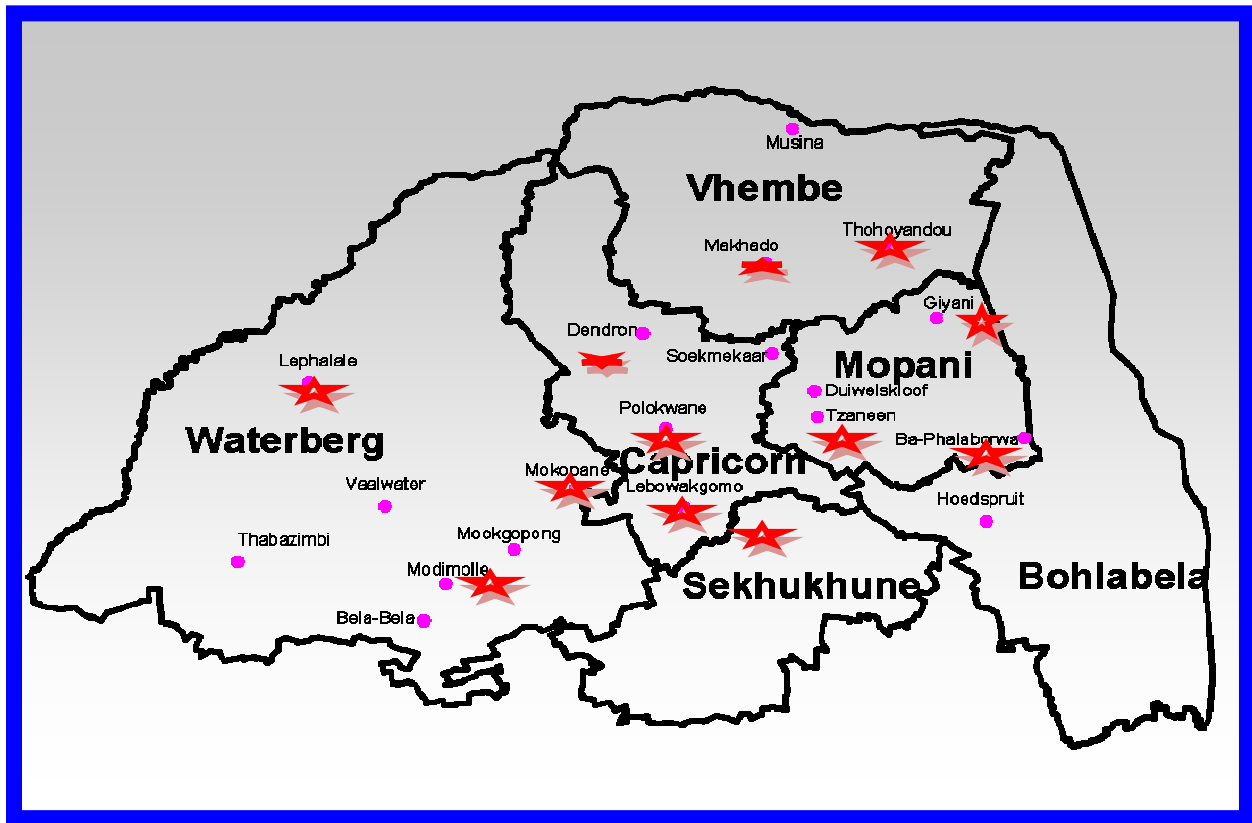 Musina
Vhembe
Thohoyandou
Makhado
Giyani
Dendron
Soekmekaar
Mopani
Lephalale
Duiwelskloof
Polokwane
Tzaneen
Waterberg
Ba-Phalaborwa
Capricorn
Mokopane
Vaalwater
Lebowakgomo
Hoedspruit
Mookgopong
Thabazimbi
Modimolle
Sekhukhune
Bohlabela
Bela-Bela